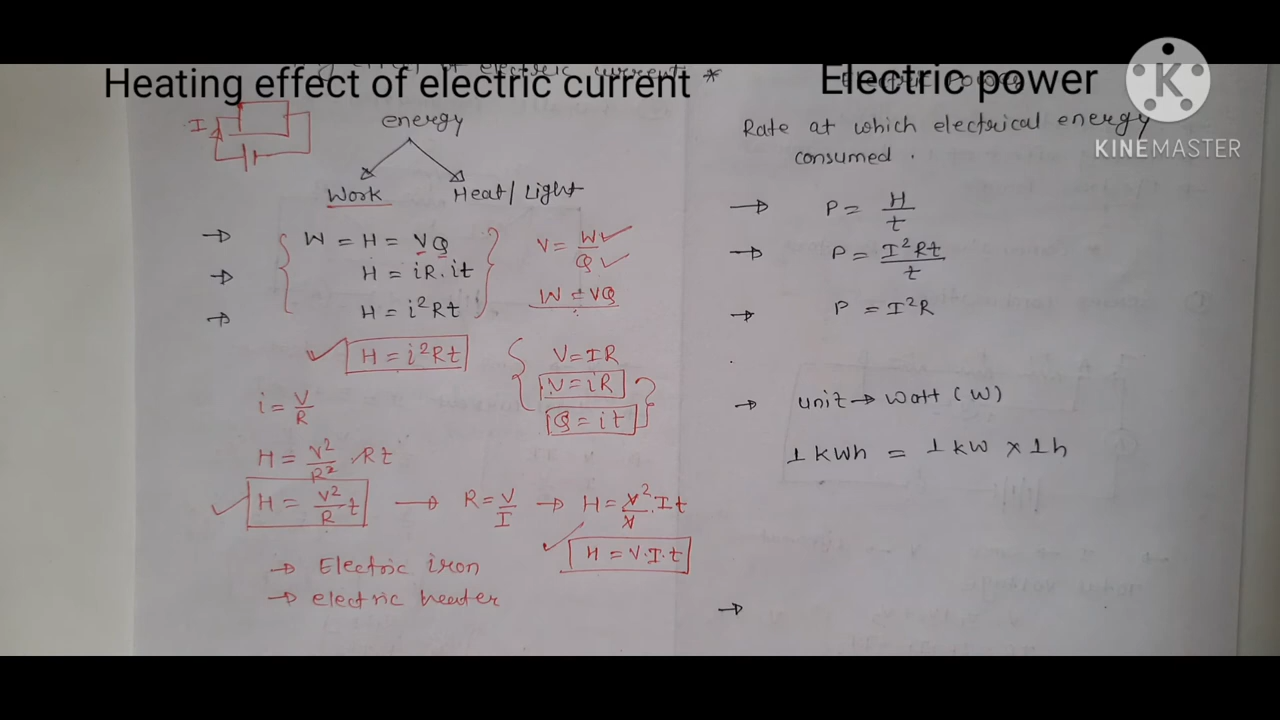 Heating effect of electric current *
I
energy
Work Heat/Light
→ W = H = VQ
→ H = iR.it
→ H = i²Rt
V = W/Q
W = VQ
H = i²Rt
V = IR
V = iR
Q = it
i = V/R
H = V²/R² .Rt
H = V²/R t → R = V/I → H = V²/V .It
H = V.I.t
→ Electric iron
→ electric heater
Electric power
K
KINEMASTER
Rate at which electrical energy
consumed.
→ P = H/t
→ P = I²Rt/t
→ P = I²R
→ unit → Watt (W)
1 KWh = 1 KW × 1h
→